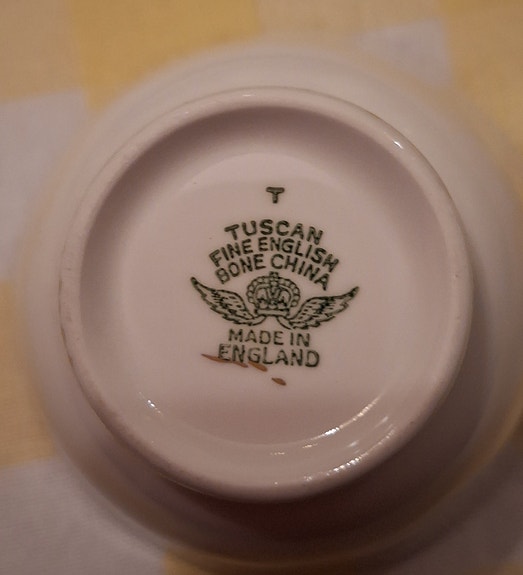 T
TUSCAN
FINE ENGLISH
BONE CHINA
MADE IN
ENGLAND